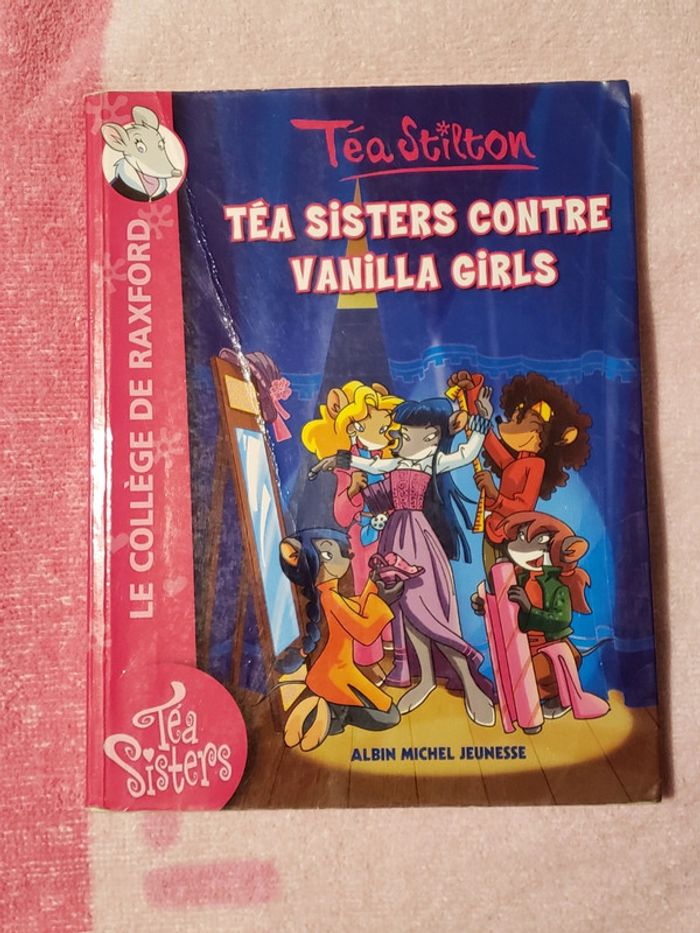 Téa Stilton
TÉA SISTERS CONTRE
VANILLA GIRLS
LE COLLÈGE DE RAXFORD
Téa
Sisters
ALBIN MICHEL JEUNESSE